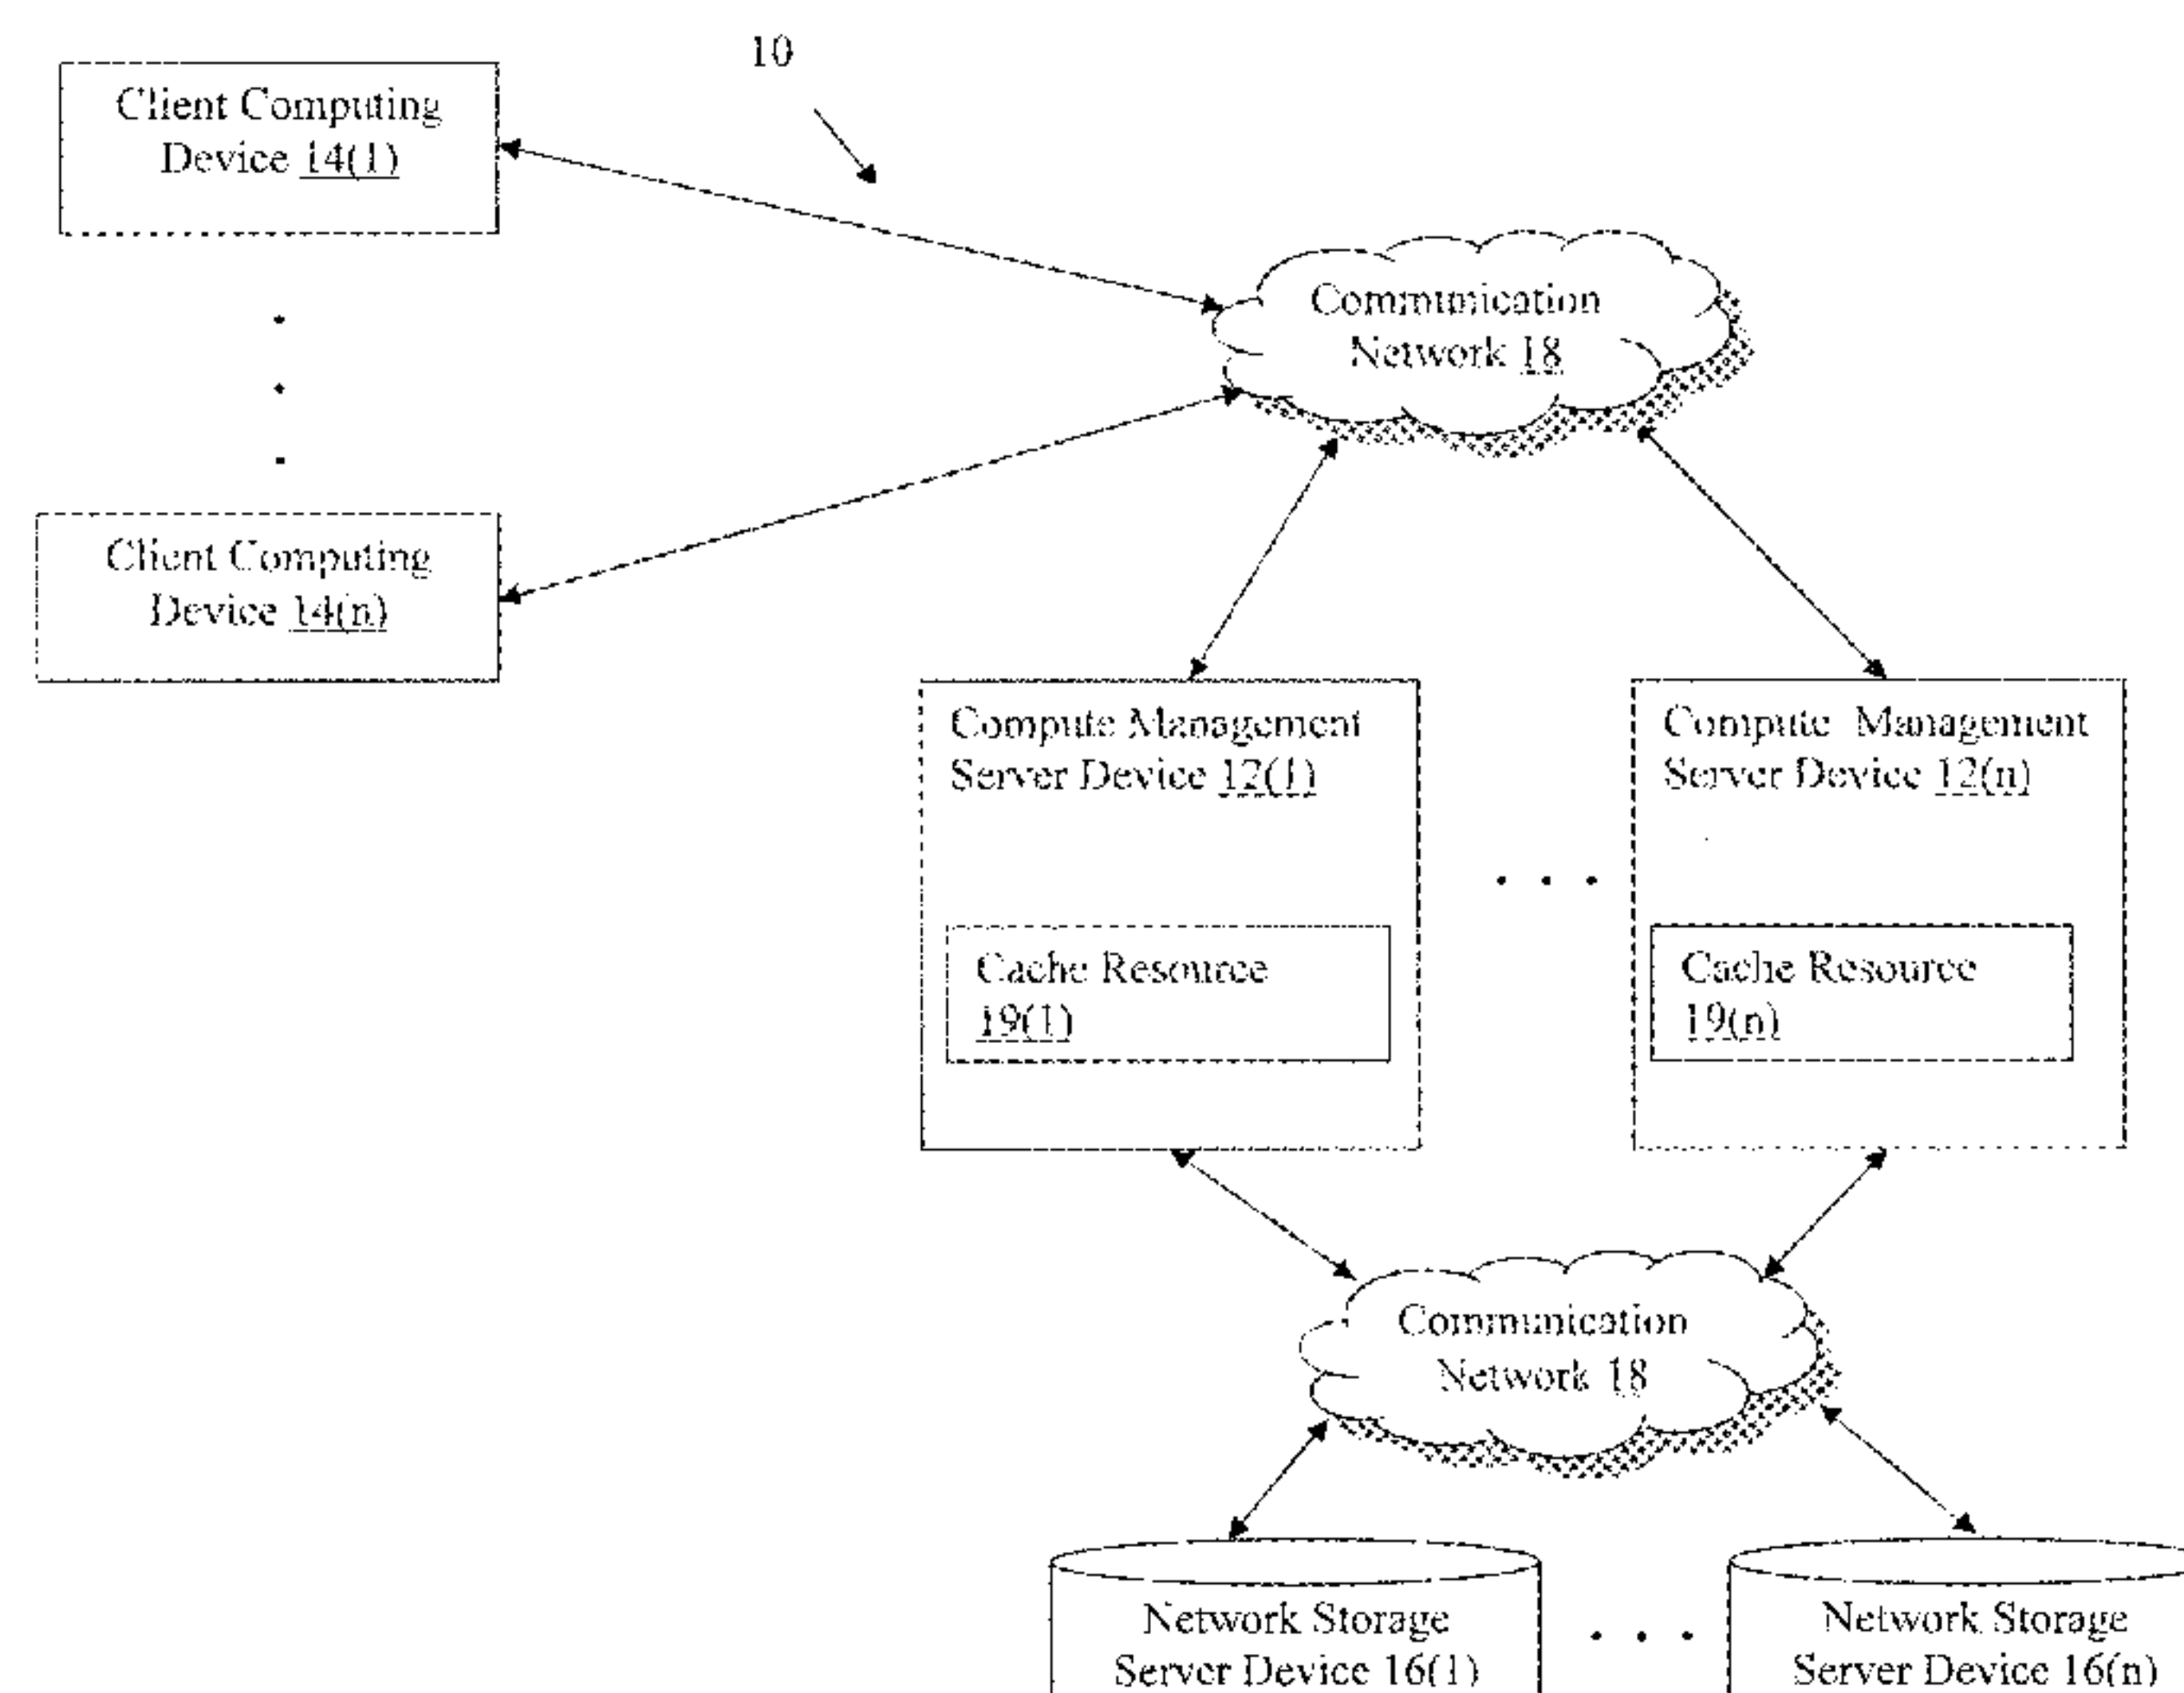 10
Client Computing
Device 14(1)
Communication
Network 18
Client Computing
Device 14(n)
Compute Management
Server Device 12(1)
Compute Management
Server Device 12(n)
Cache Resource
19(1)
Cache Resource
19(n)
Communication
Network 18
Network Storage
Server Device 16(1)
Network Storage
Server Device 16(n)